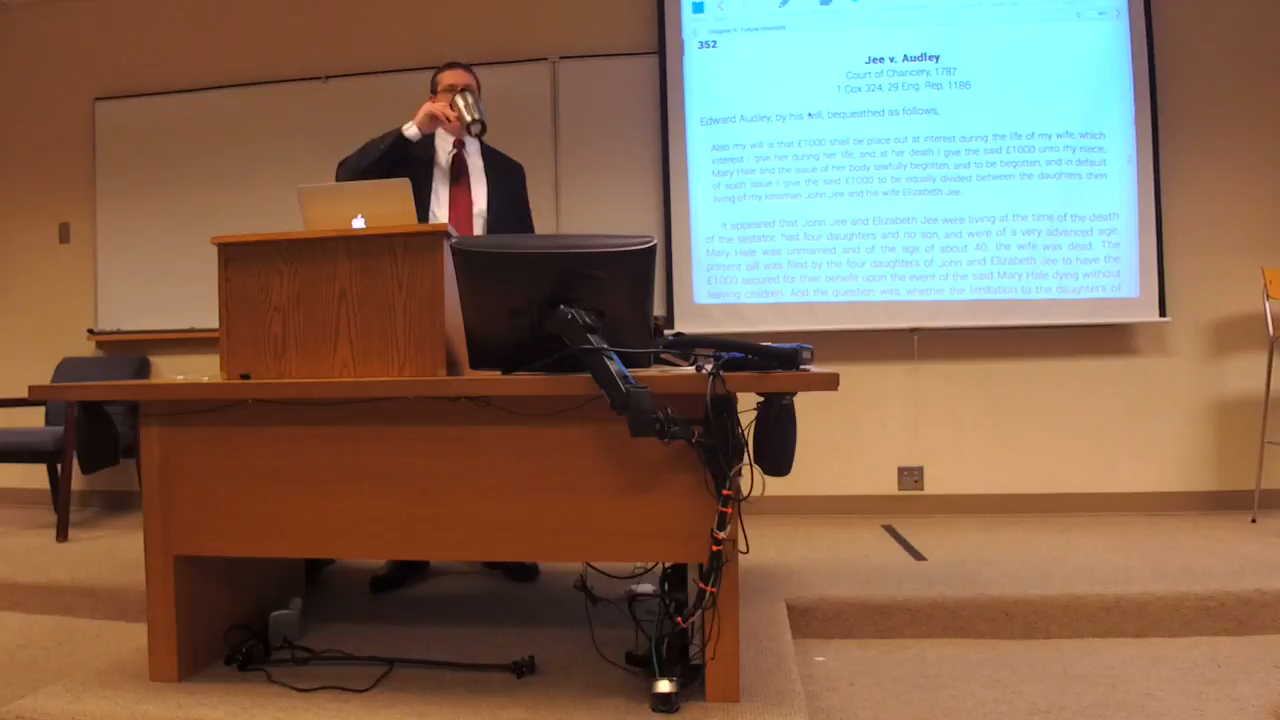 Chapter 5. Future Interests
352
Jee v. Audley
Court of Chancery, 1787
1 Cox 324, 29 Eng. Rep. 1186
Edward Audley, by his will, bequeathed as follows,
Also my will is that £1000 shall be place out at interest during the life of my wife, which
interest I give her during her life, and at her death I give the said £1000 unto my niece,
Mary Hale and the issue of her body lawfully begotten, and to be begotten, and in default
of such issue I give the said £1000 to be equally divided between the daughters then
living of my kinsman John Jee and his wife Elizabeth Jee.
It appeared that John Jee and Elizabeth Jee were living at the time of the death
of the testator, had four daughters and no son, and were of a very advanced age.
Mary Hale was unmarried and of the age of about 40; the wife was dead. The
present bill was filed by the four daughters of John and Elizabeth Jee to have the
£1000 secured for their benefit upon the event of the said Mary Hale dying without
leaving children. And the question was, whether the limitation to the daughters of